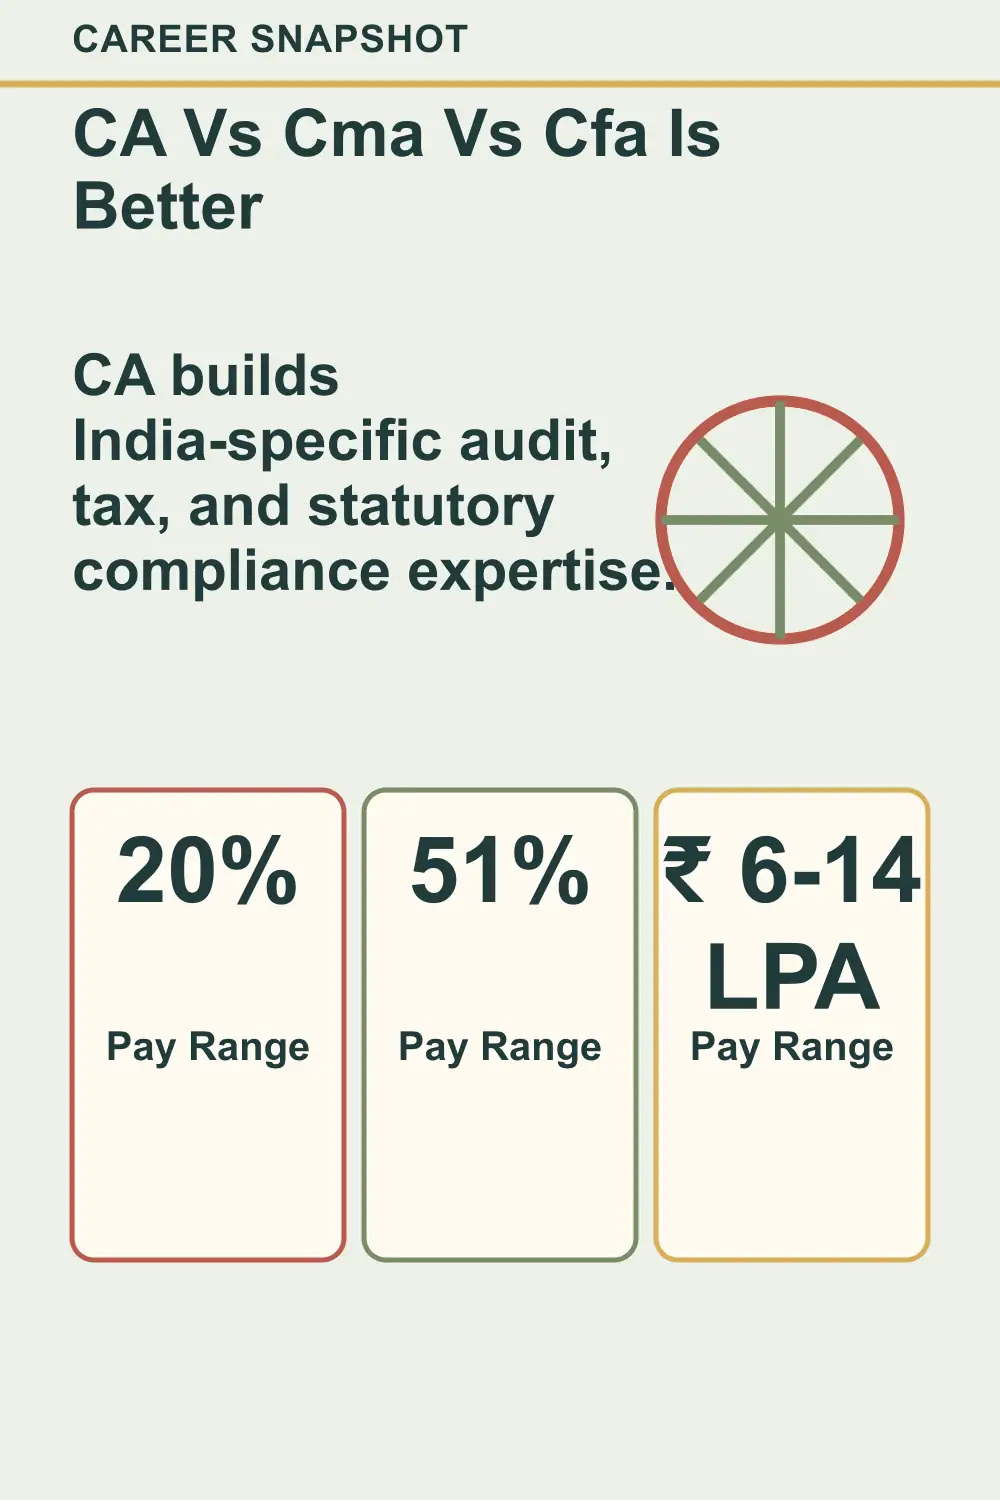 CAREER SNAPSHOT
CA Vs Cma Vs Cfa Is
Better
CA builds
India-specific audit,
tax, and statutory
compliance expertise.
20%
Pay Range
51%
Pay Range
₹ 6-14
LPA
Pay Range